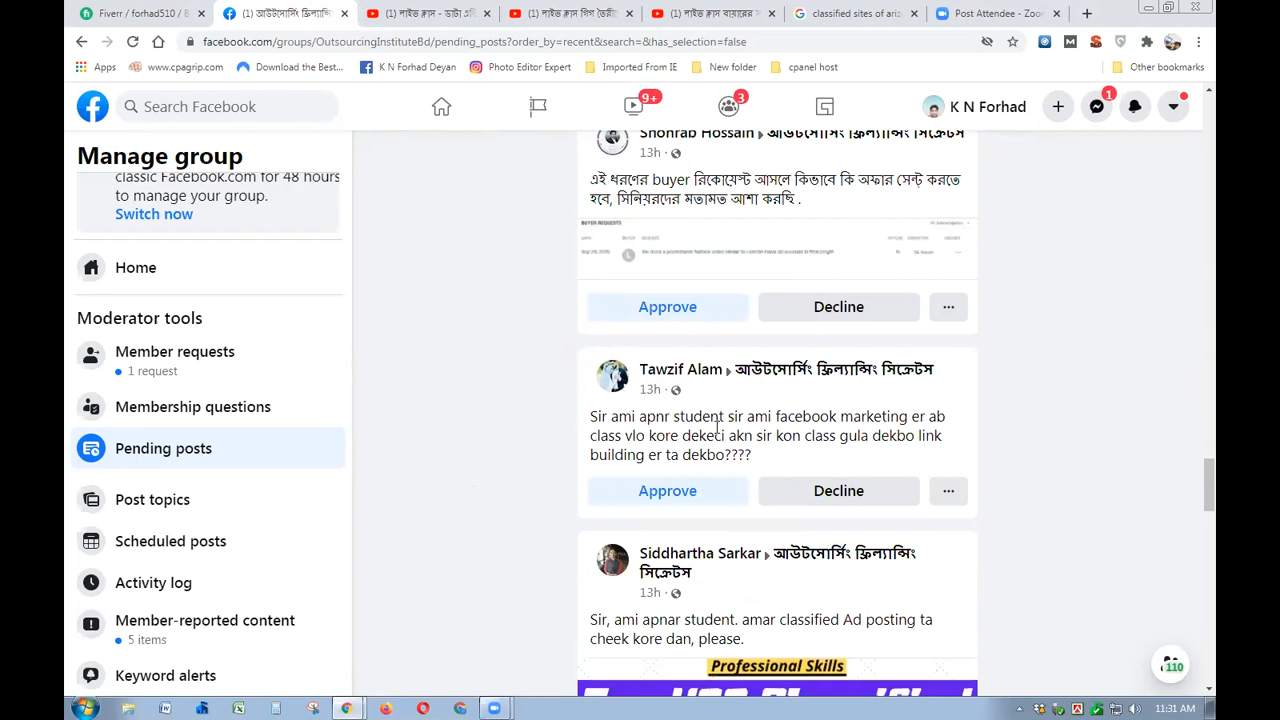 Fiverr / forhad510 / B
(1) আউটসোর্সিং ফ্রিল্যান্সিং
(1) লাইভ ক্লাস - ডাটা এন্ট্রি
(1) লাইভ ক্লাস গিগ তৈরি
(1) লাইভ ক্লাস বায়ারের
classified sites of ariz
Post Attendee - Zoo
facebook.com/groups/OutsourcingInstituteBd/pending_posts?order_by=recent&search=&has_selection=false
Apps
www.cpagrip.com
Download the Best...
K N Forhad Deyan
Photo Editor Expert
Imported From IE
New folder
cpanel host
Other bookmarks
Search Facebook
9+
3
K N Forhad
1
Manage group
classic Facebook.com for 48 hours
to manage your group.
Switch now
Home
Moderator tools
Member requests
1 request
Membership questions
Pending posts
Post topics
Scheduled posts
Activity log
Member-reported content
5 items
Keyword alerts
Shohrab Hossain ▸ আউটসোর্সিং ফ্রিল্যান্সিং সিক্রেটস
13h
এই ধরণের buyer রিকোয়েস্ট আসলে কিভাবে কি অফার সেন্ট করতে
হবে, সিনিয়রদের মতামত আশা করছি .
BUYER REQUESTS
Approve
Decline
Tawzif Alam ▸ আউটসোর্সিং ফ্রিল্যান্সিং সিক্রেটস
13h
Sir ami apnr student sir ami facebook marketing er ab
class vlo kore dekeci akn sir kon class gula dekbo link
building er ta dekbo????
Approve
Decline
Siddhartha Sarkar ▸ আউটসোর্সিং ফ্রিল্যান্সিং
সিক্রেটস
13h
Sir, ami apnar student. amar classified Ad posting ta
cheek kore dan, please.
Professional Skills
110
11:31 AM